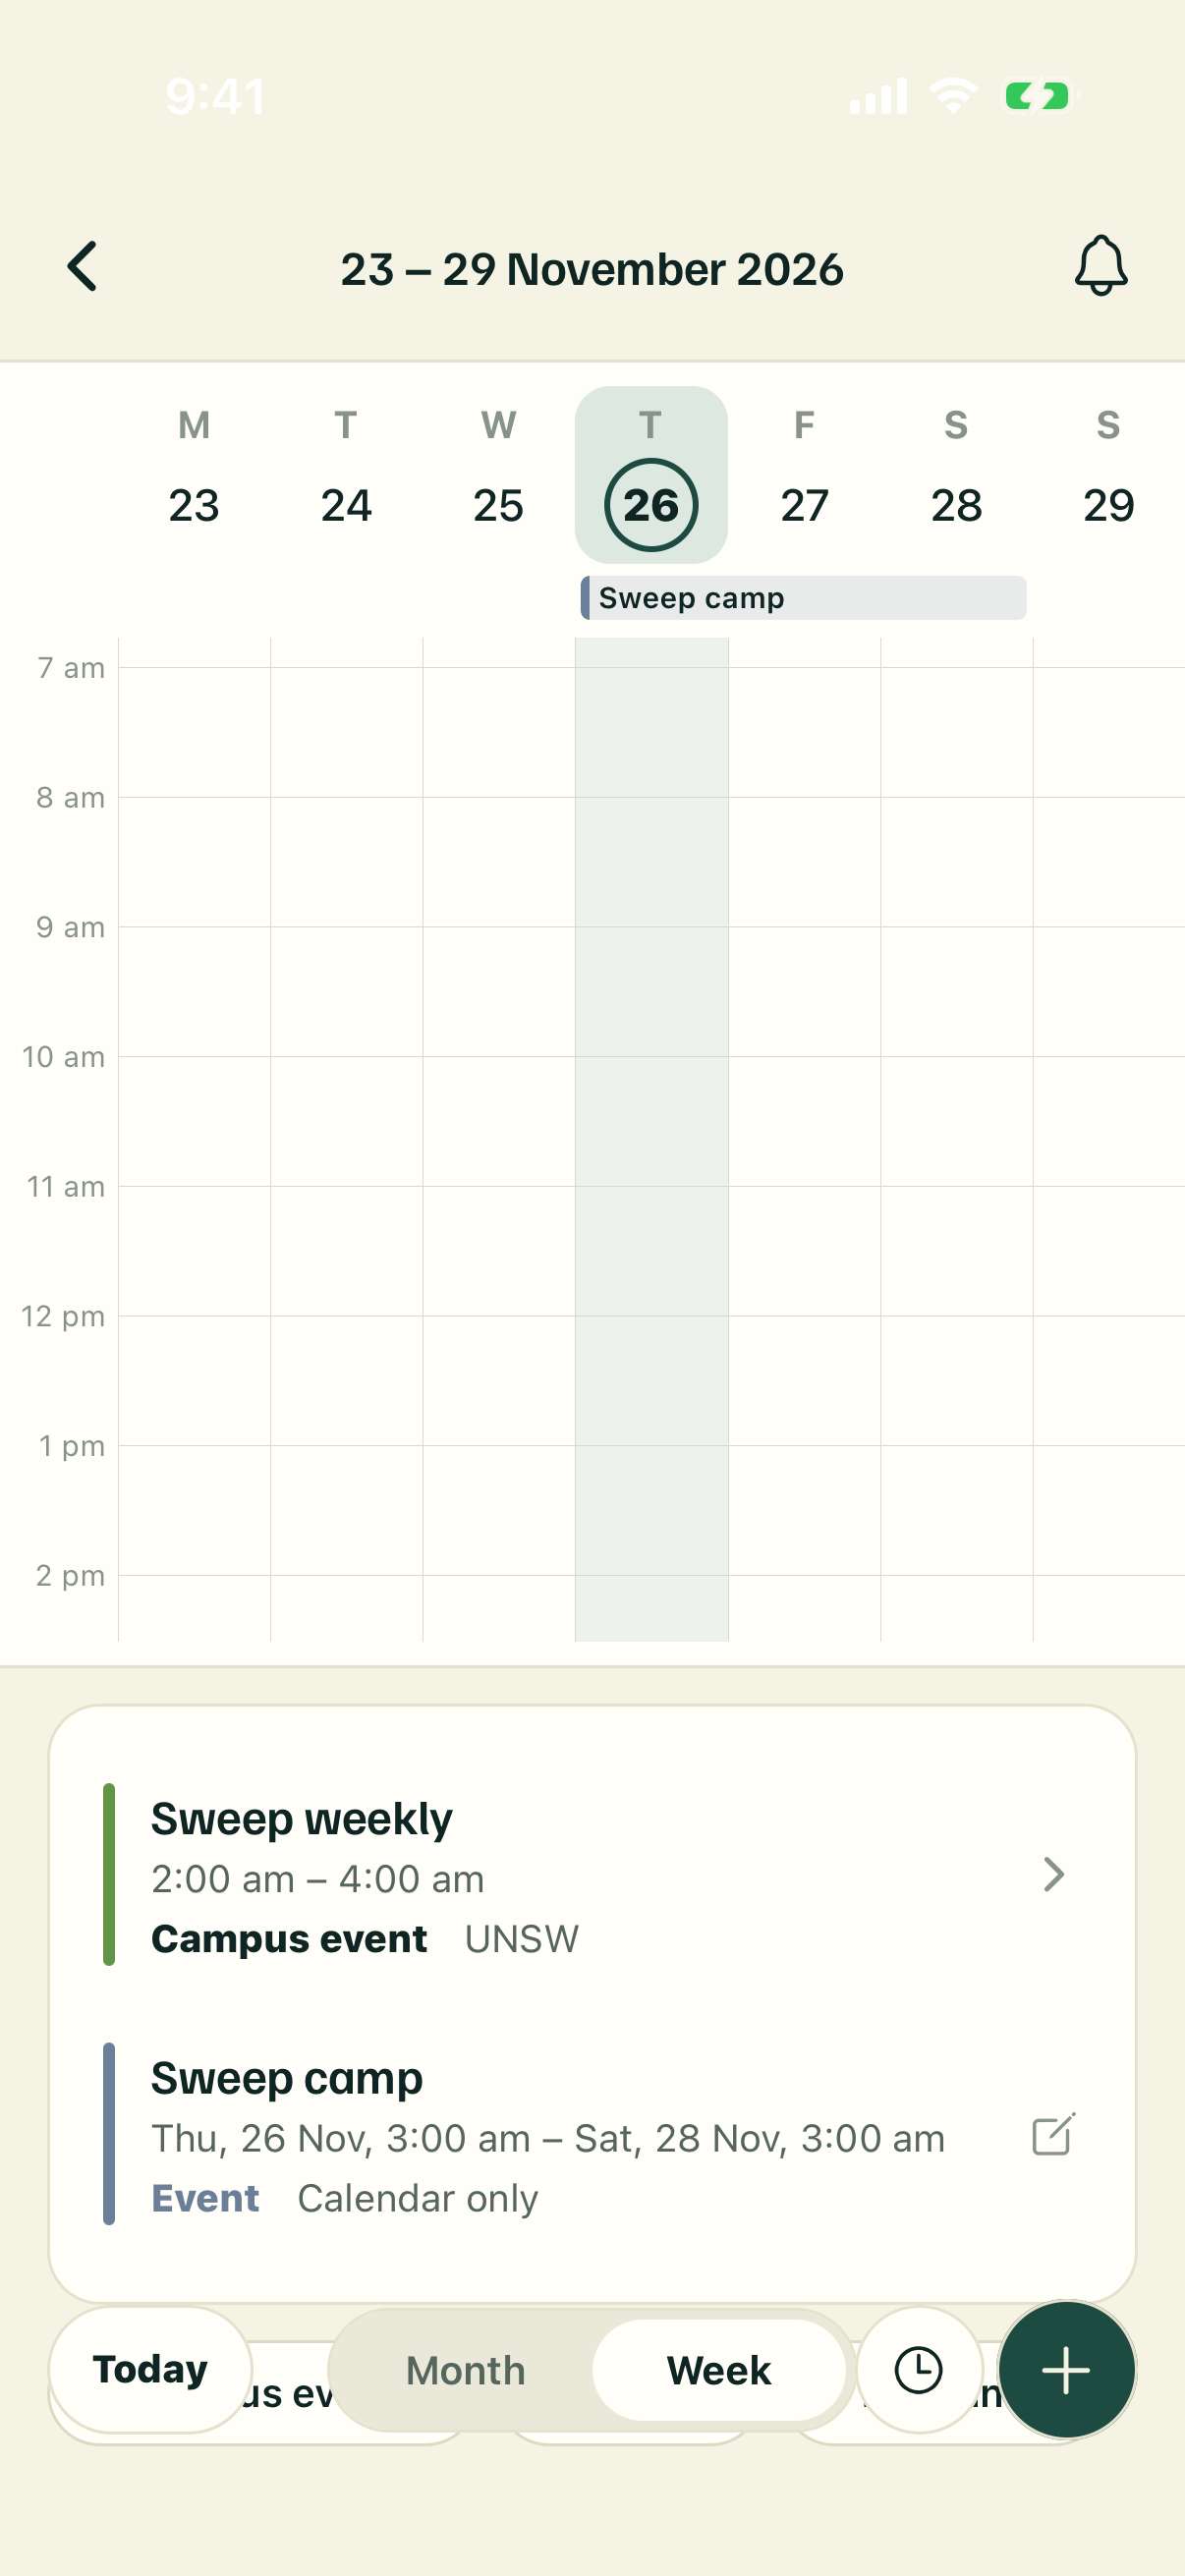 9:41
23 – 29 November 2026
M T W T F S S
23 24 25 26 27 28 29
Sweep camp
7 am
8 am
9 am
10 am
11 am
12 pm
1 pm
2 pm
Sweep weekly
2:00 am – 4:00 am
Campus event UNSW
Sweep camp
Thu, 26 Nov, 3:00 am – Sat, 28 Nov, 3:00 am
Event Calendar only
Today Month Week